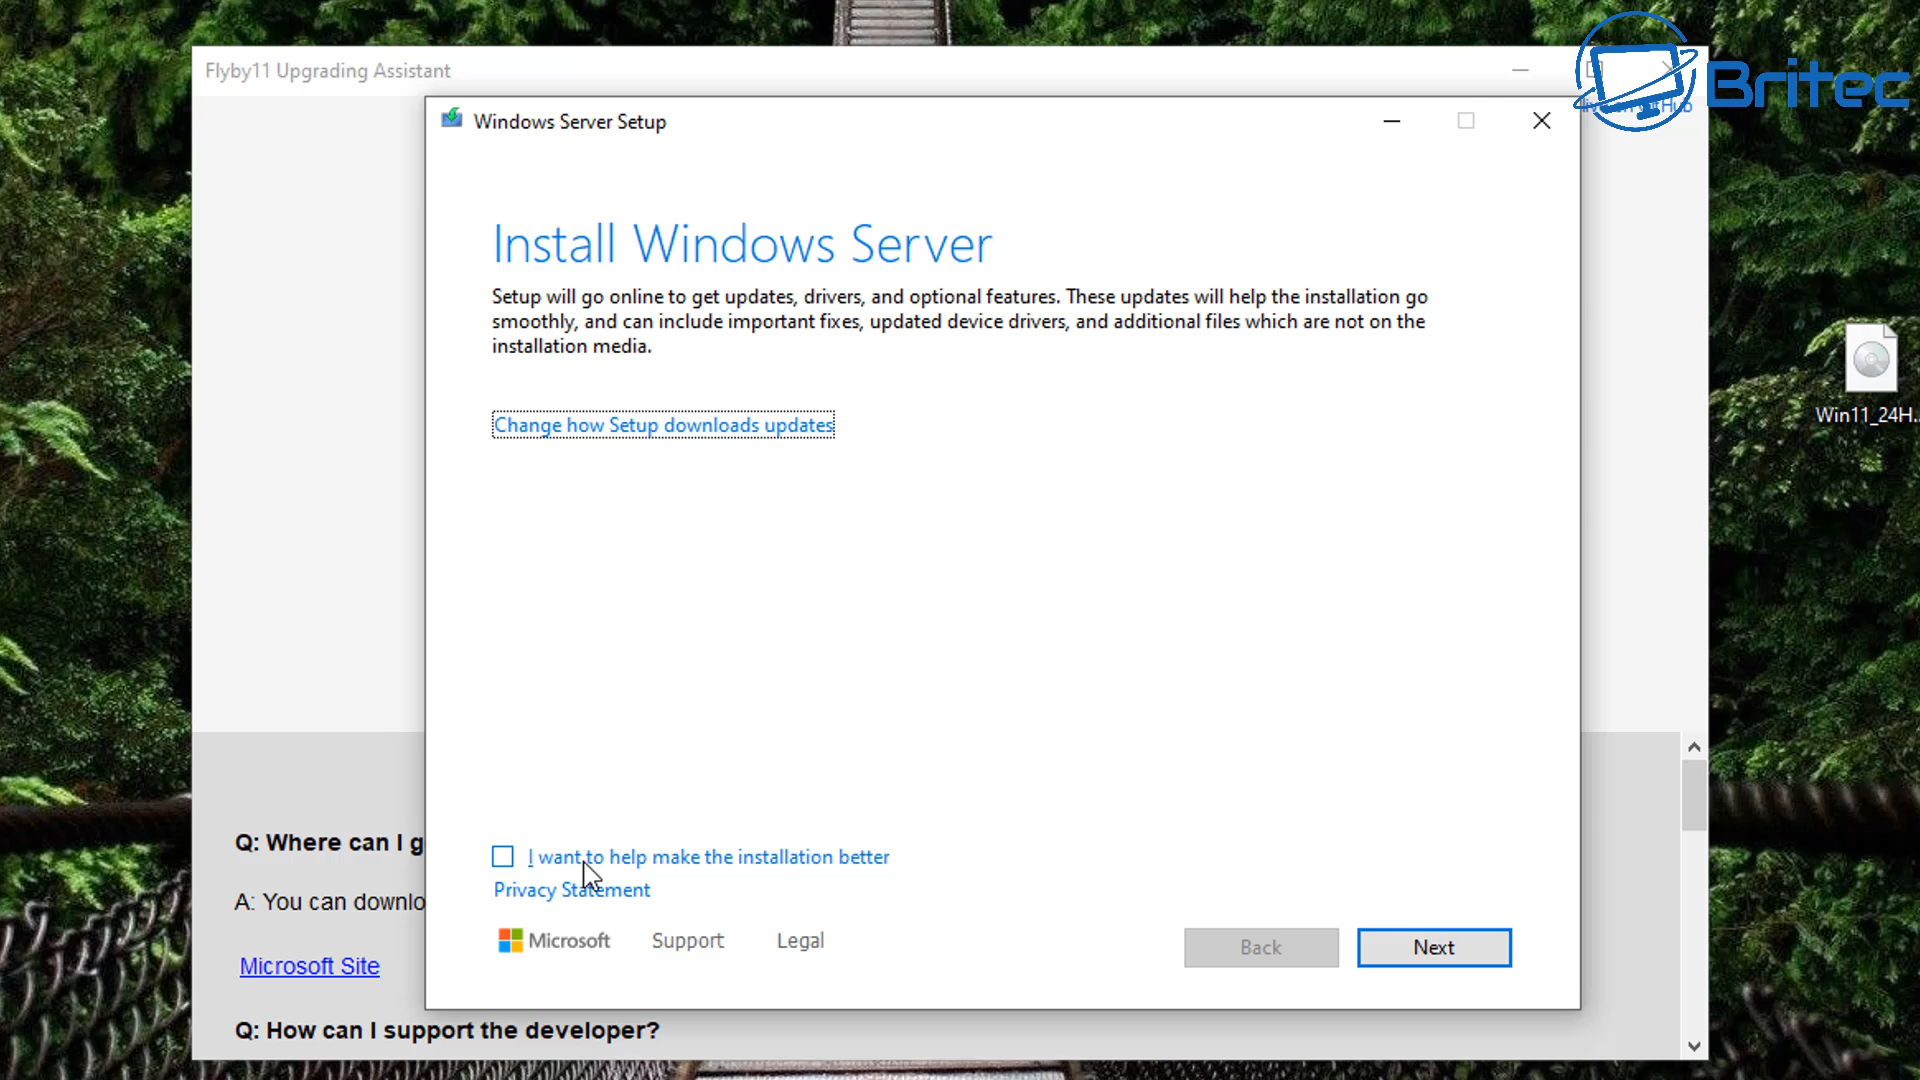 Flyby11 Upgrading Assistant
Britec
Windows Server Setup
Install Windows Server
Setup will go online to get updates, drivers, and optional features. These updates will help the installation go
smoothly, and can include important fixes, updated device drivers, and additional files which are not on the
installation media.
Change how Setup downloads updates
Win11_24H...
I want to help make the installation better
Privacy Statement
Microsoft Support Legal
Back Next
Q: Where can I g
A: You can downlo
Microsoft Site
Q: How can I support the developer?